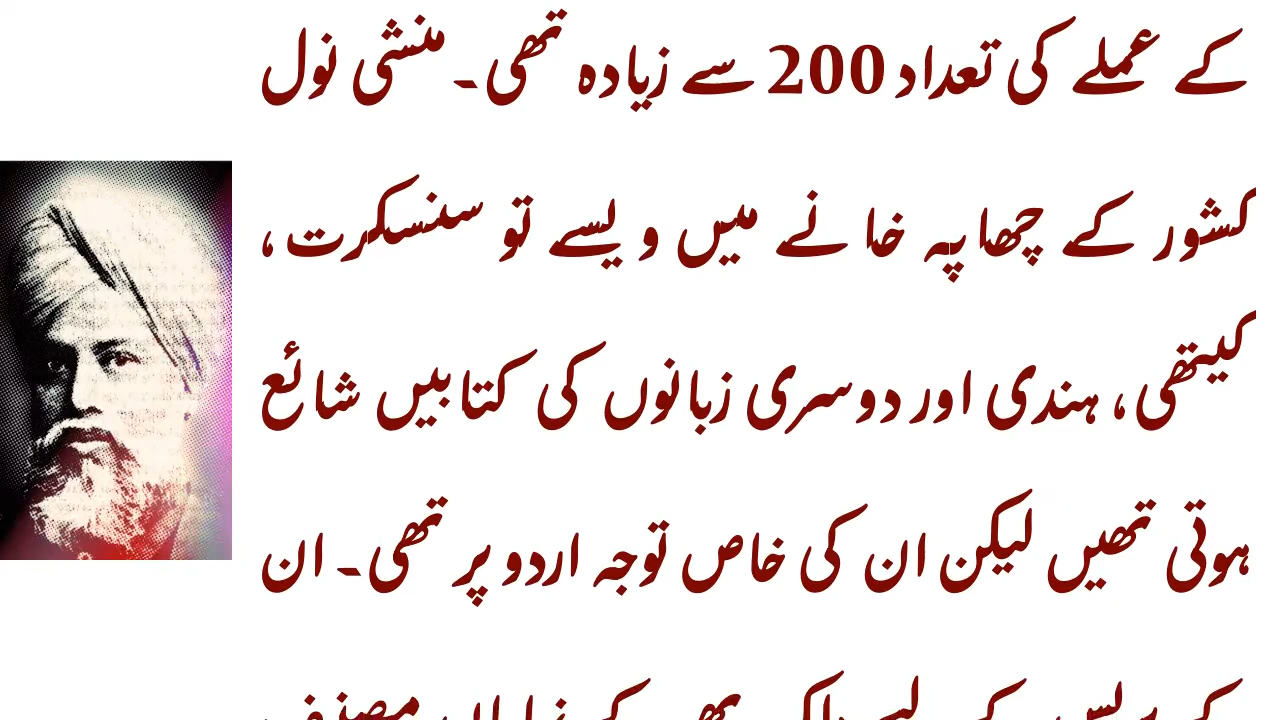 کے عملے کی تعداد 200 سے زیادہ تھی۔ منشی نول
کشور کے چھاپہ خانے میں ویسے تو سنسکرت،
کیتھی، ہندی اور دوسری زبانوں کی کتابیں شائع
ہوتی تھیں لیکن ان کی خاص توجہ اردو پر تھی۔ ان